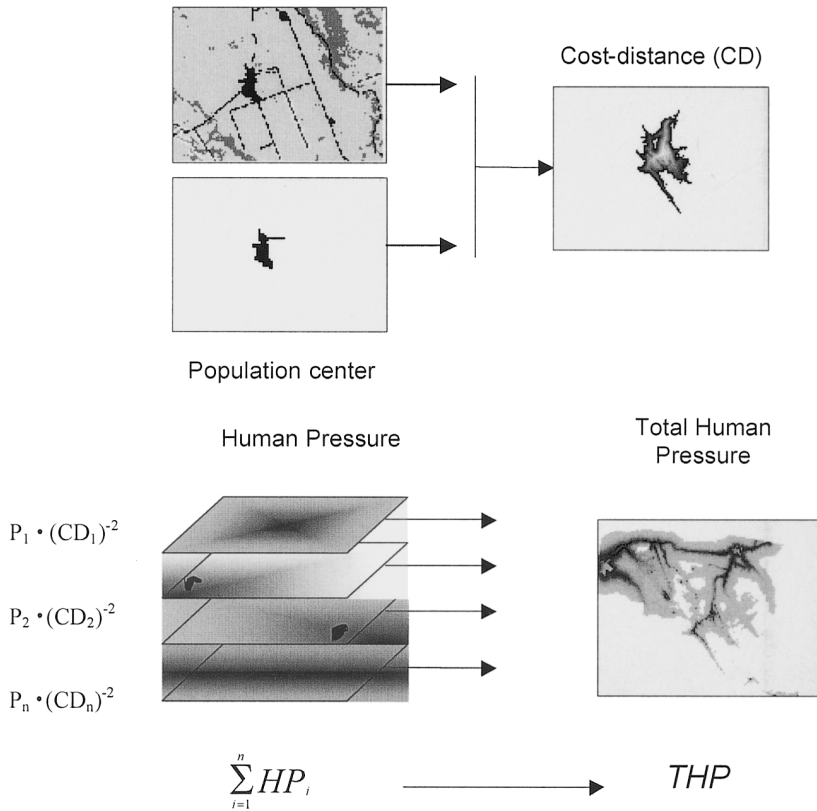 Cost-distance (CD)
Population center
Human Pressure
Total Human
Pressure
P₁ • (CD₁)⁻²
P₂ • (CD₂)⁻²
Pₙ • (CDₙ)⁻²
n
∑ HPᵢ
i=1
THP